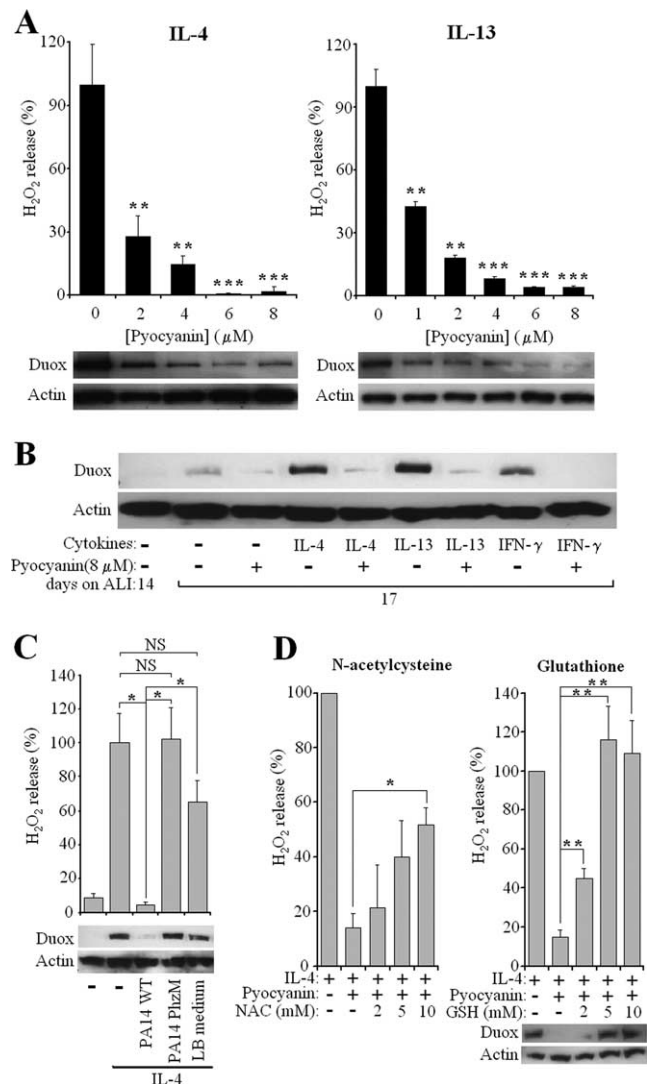 A
IL-4
IL-13
H₂O₂ release (%)
120
90
60
30
0
** ** *** ***
0 2 4 6 8
[Pyocyanin] (μM)
Duox
Actin
H₂O₂ release (%)
120
90
60
30
0
** ** *** *** ***
0 1 2 4 6 8
[Pyocyanin] (μM)
Duox
Actin
B
Duox
Actin
Cytokines: - - - IL-4 IL-4 IL-13 IL-13 IFN-γ IFN-γ
Pyocyanin(8 μM) - - + - + - + - +
days on ALI: 14 17
C
NS
NS
* * *
H₂O₂ release (%)
140
120
100
80
60
40
20
0
Duox
Actin
- - PA14 WT PA14 PhzM LB medium
IL-4
D
N-acetylcysteine
H₂O₂ release (%)
100
80
60
40
20
0
*
IL-4: + + + + +
Pyocyanin: - + + + +
NAC (mM): - - 2 5 10
Glutathione
H₂O₂ release (%)
140
120
100
80
60
40
20
0
**
**
**
IL-4: + + + + +
Pyocyanin: - + + + +
GSH (mM): - - 2 5 10
Duox
Actin